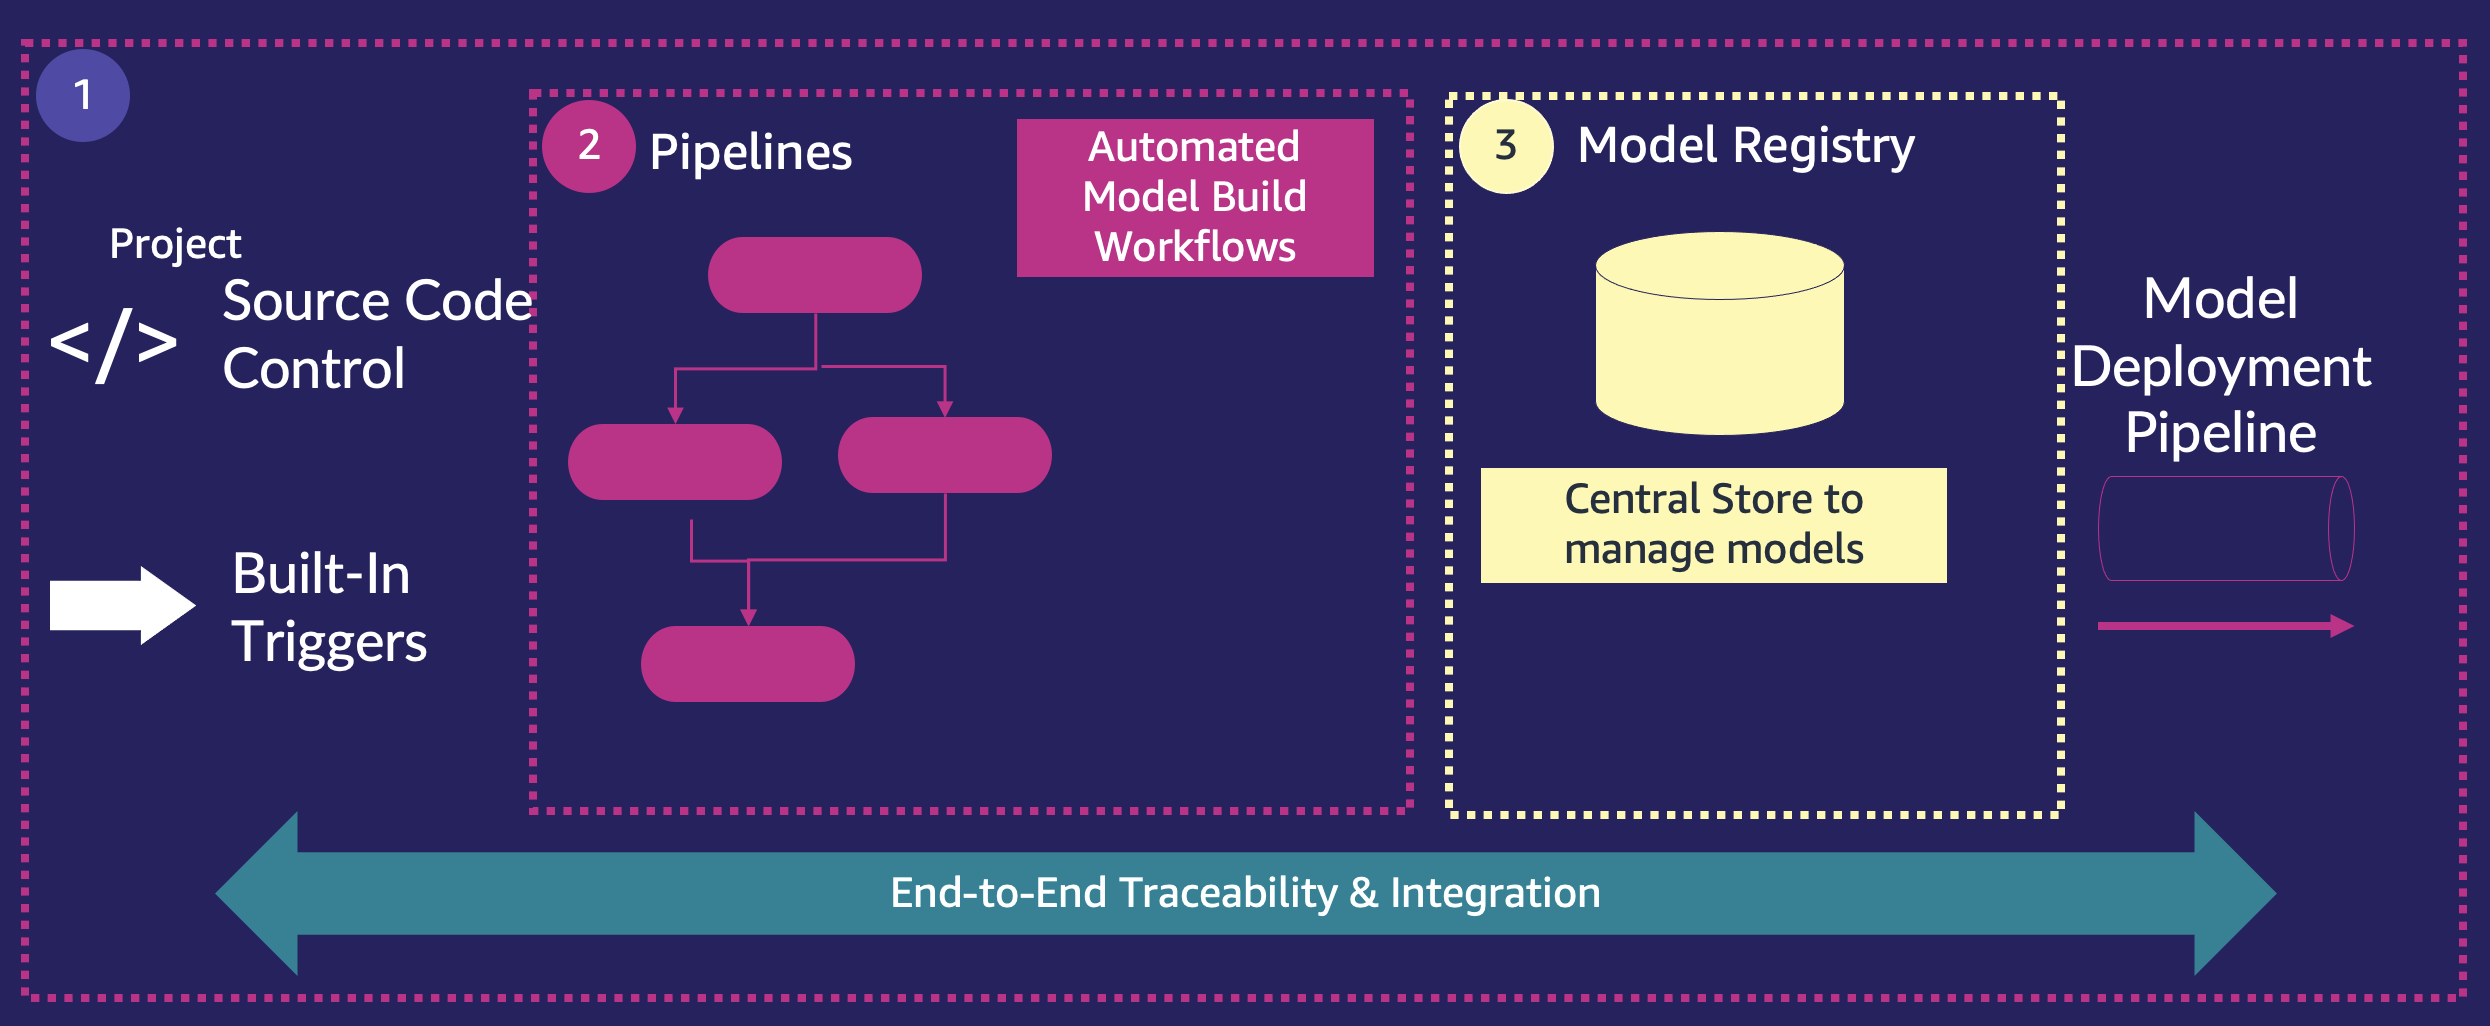 1
Project
</>
Source Code
Control
Built-In
Triggers
2
Pipelines
Automated
Model Build
Workflows
3
Model Registry
Central Store to
manage models
Model
Deployment
Pipeline
End-to-End Traceability & Integration